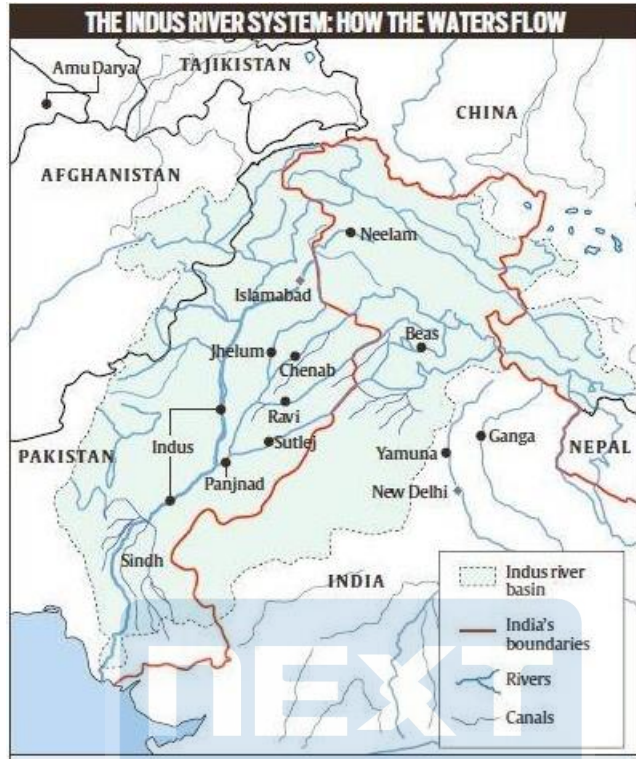 THE INDUS RIVER SYSTEM: HOW THE WATERS FLOW
Amu Darya
TAJIKISTAN
CHINA
AFGHANISTAN
Neelam
Islamabad
Beas
Jhelum
Chenab
Ravi
Indus
Sutlej
Ganga
PAKISTAN
Yamuna
NEPAL
Panjnad
New Delhi
Sindh
INDIA
Indus river
basin
India's
boundaries
Rivers
Canals
NEXT